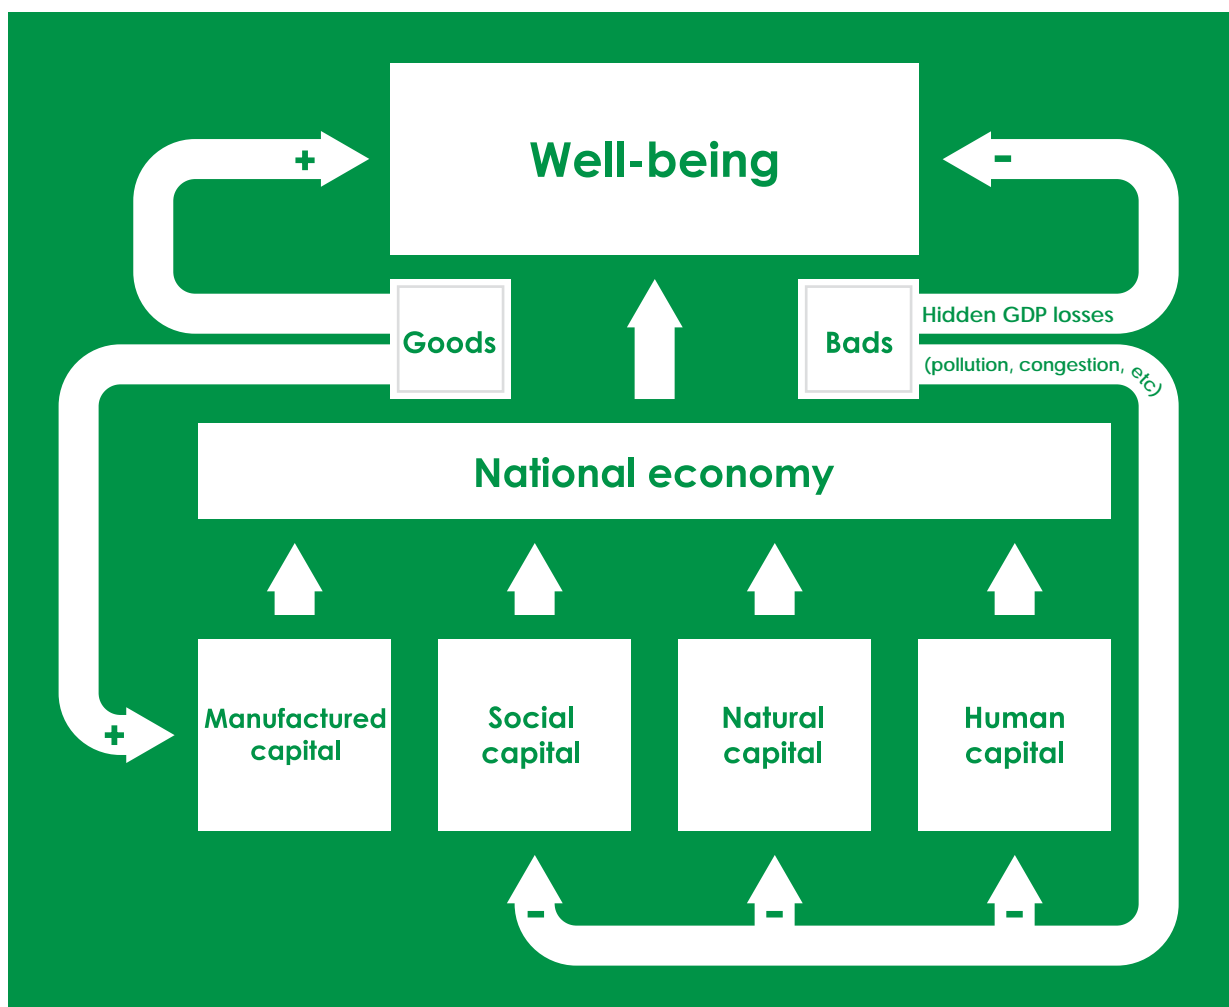 Well-being
+
-
Goods
Bads
Hidden GDP losses
(pollution, congestion, etc)
National economy
+
Manufactured
capital
Social
capital
Natural
capital
Human
capital
-
-
-